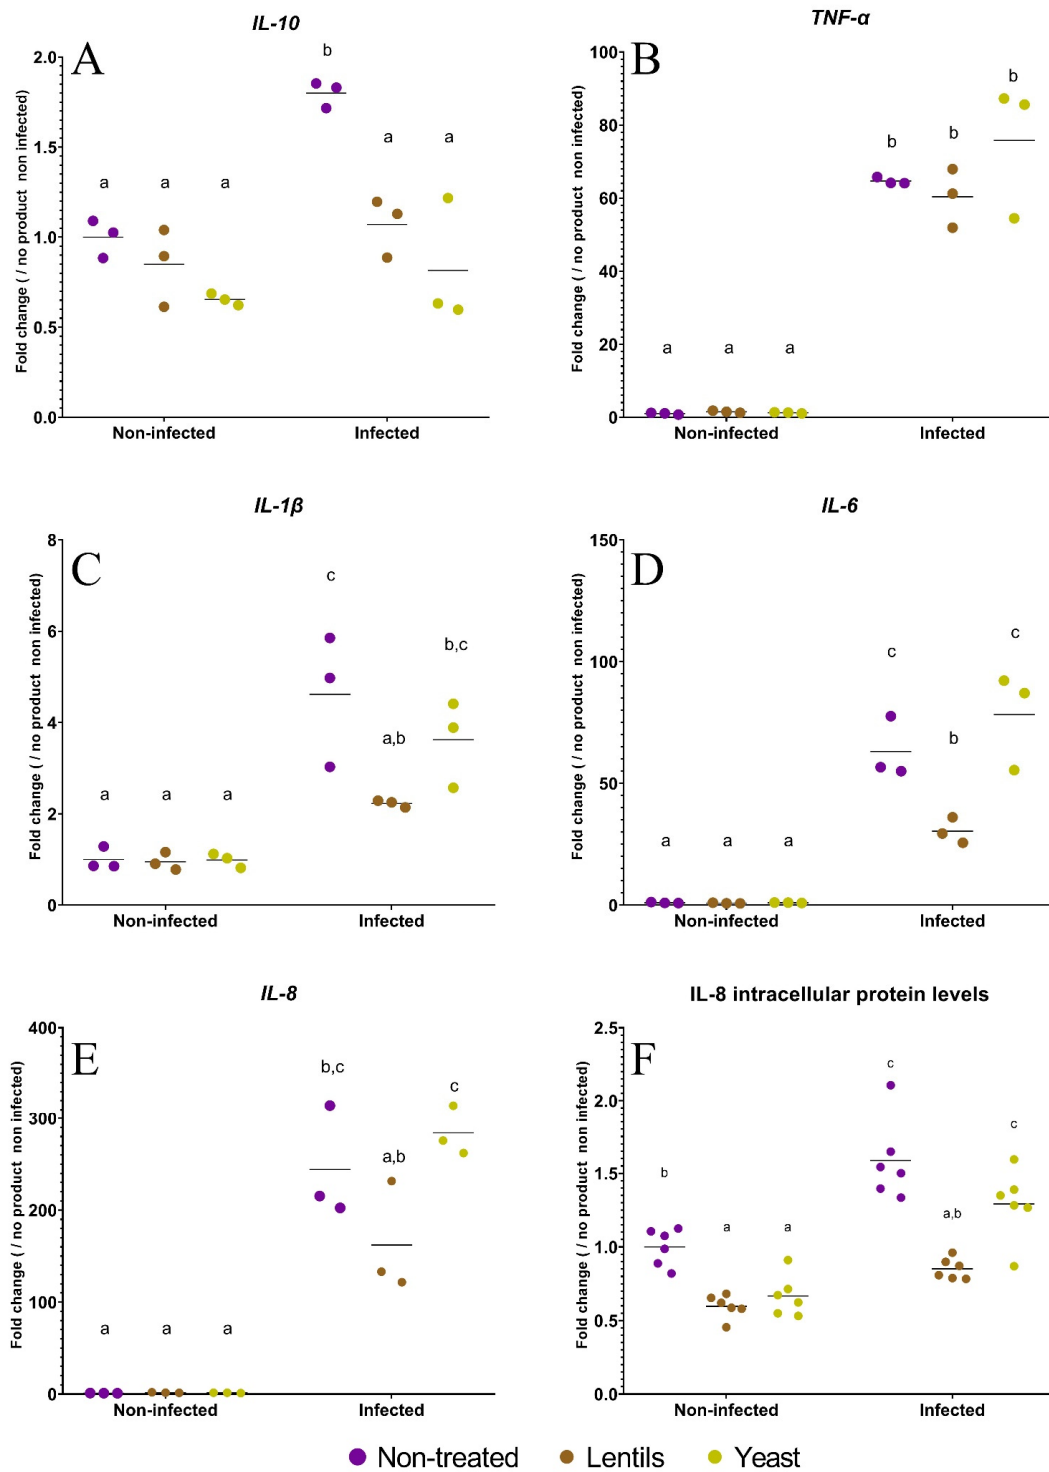 IL-10
A
Fold change ( / no product non infected)
2.0
1.5
1.0
0.5
0.0
b
a
a
a
a
a
Non-infected
Infected
TNF-α
B
Fold change ( / no product non infected)
100
80
60
40
20
0
b
b
b
a
a
a
Non-infected
Infected
IL-1β
C
Fold change ( / no product non infected)
8
6
4
2
0
c
b,c
a,b
a
a
a
Non-infected
Infected
IL-6
D
Fold change ( / no product non infected)
150
100
50
0
c
c
b
a
a
a
Non-infected
Infected
IL-8
E
Fold change ( / no product non infected)
400
300
200
100
0
b,c
c
a,b
a
a
a
Non-infected
Infected
IL-8 intracellular protein levels
F
Fold change ( / no product non infected)
2.5
2.0
1.5
1.0
0.5
0.0
c
c
b
a,b
a
a
Non-infected
Infected
Non-treated
Lentils
Yeast